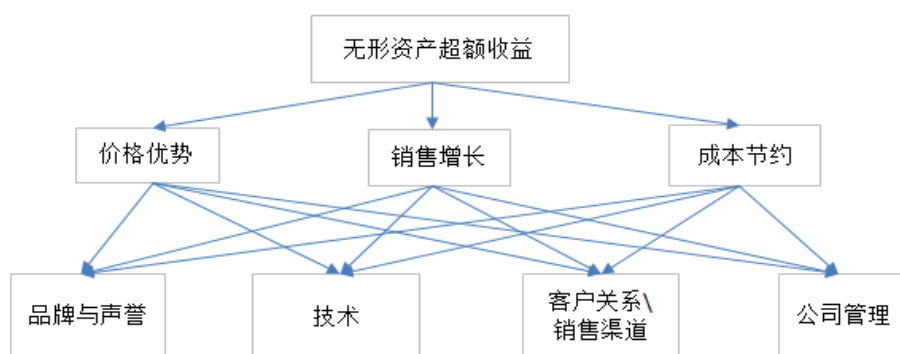 无形资产超额收益
价格优势
销售增长
成本节约
品牌与声誉
技术
客户关系\
销售渠道
公司管理